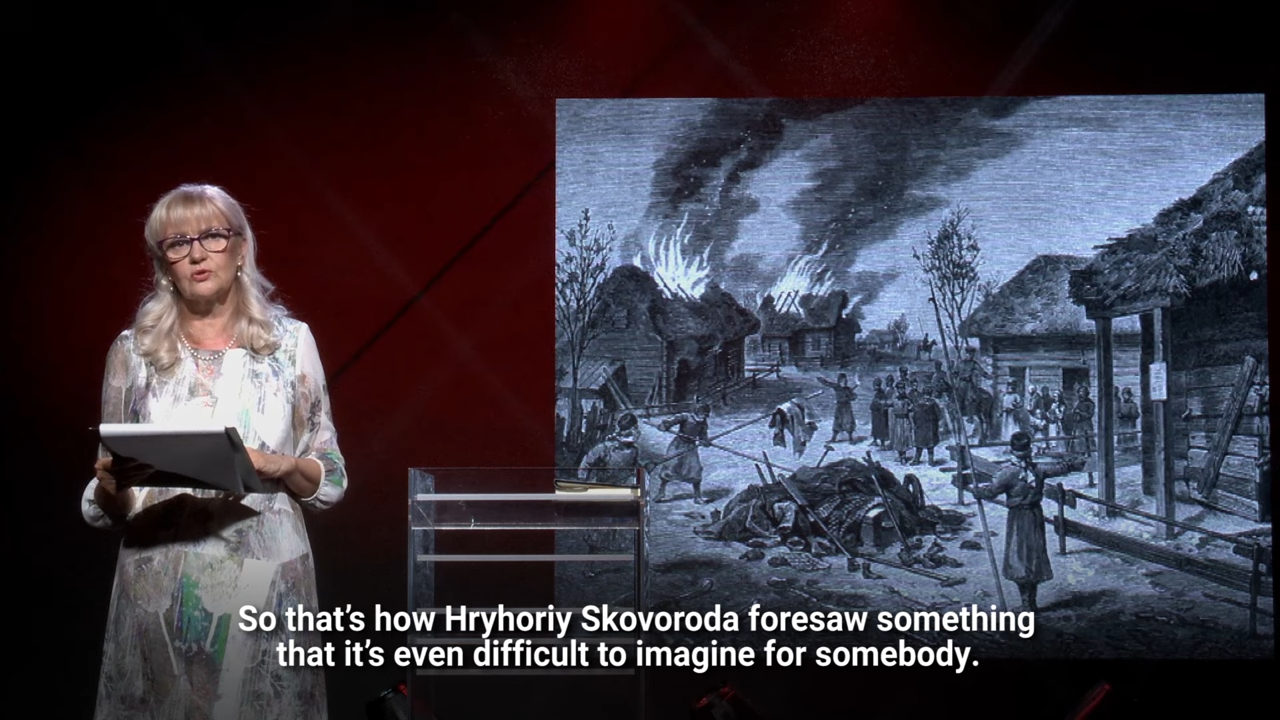 So that's how Hryhoriy Skovoroda foresaw something
that it's even difficult to imagine for somebody.